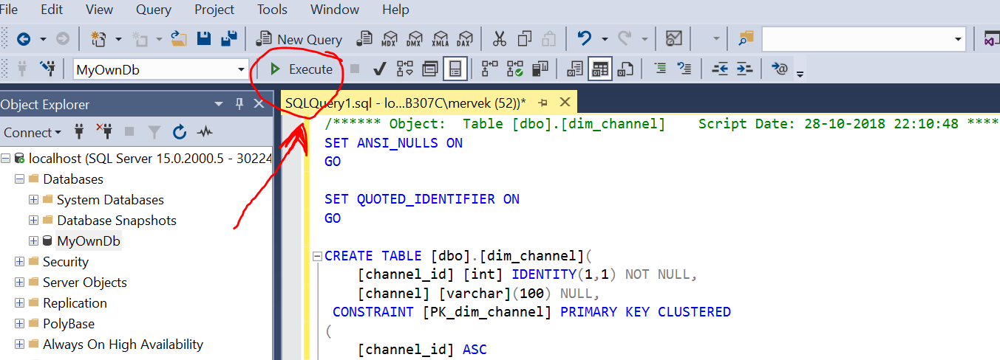 File Edit View Query Project Tools Window Help
New Query MDX DMX XMLA DAX
MyOwnDb Execute
Object Explorer
Connect
localhost (SQL Server 15.0.2000.5 - 30224
Databases
System Databases
Database Snapshots
MyOwnDb
Security
Server Objects
Replication
PolyBase
Always On High Availability
SQLQuery1.sql - lo...B307C\mervek (52))*
/****** Object:  Table [dbo].[dim_channel]    Script Date: 28-10-2018 22:10:48 ****
SET ANSI_NULLS ON
GO
SET QUOTED_IDENTIFIER ON
GO
CREATE TABLE [dbo].[dim_channel](
[channel_id] [int] IDENTITY(1,1) NOT NULL,
[channel] [varchar](100) NULL,
CONSTRAINT [PK_dim_channel] PRIMARY KEY CLUSTERED
(
[channel_id] ASC